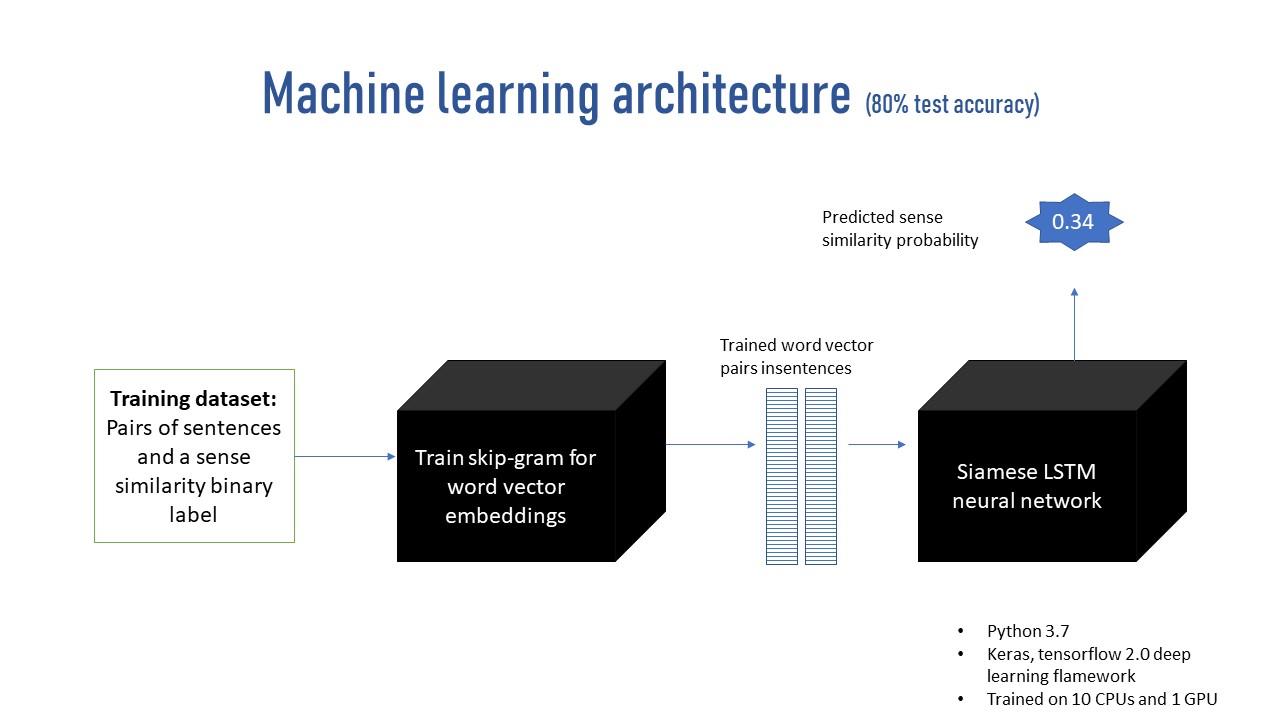 Machine learning architecture (80% test accuracy)
Predicted sense
similarity probability
0.34
Trained word vector
pairs insentences
Training dataset:
Pairs of sentences
and a sense
similarity binary
label
Train skip-gram for
word vector
embeddings
Siamese LSTM
neural network
• Python 3.7
• Keras, tensorflow 2.0 deep
learning flamework
• Trained on 10 CPUs and 1 GPU